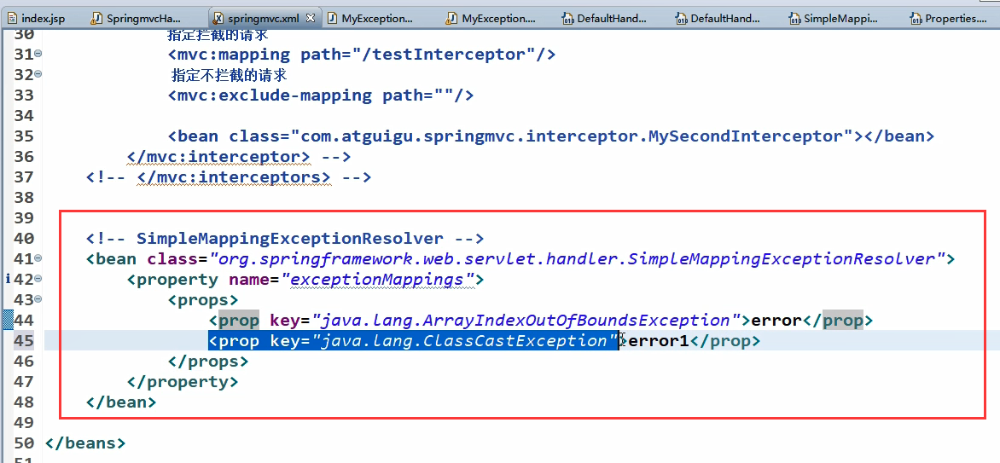 index.jsp SpringmvcHa... springmvc.xml MyException.... MyException.... DefaultHand... DefaultHand... SimpleMappi... Properties....
30 指定拦截的请求
31 <mvc:mapping path="/testInterceptor"/>
32 指定不拦截的请求
33 <mvc:exclude-mapping path=""/>
34
35 <bean class="com.atguigu.springmvc.interceptor.MySecondInterceptor"></bean>
36 </mvc:interceptor> -->
37 <!-- </mvc:interceptors> -->
38
39
40 <!-- SimpleMappingExceptionResolver -->
41 <bean class="org.springframework.web.servlet.handler.SimpleMappingExceptionResolver">
42 <property name="exceptionMappings">
43 <props>
44 <prop key="java.lang.ArrayIndexOutOfBoundsException">error</prop>
45 <prop key="java.lang.ClassCastException">error1</prop>
46 </props>
47 </property>
48 </bean>
49
50 </beans>
51